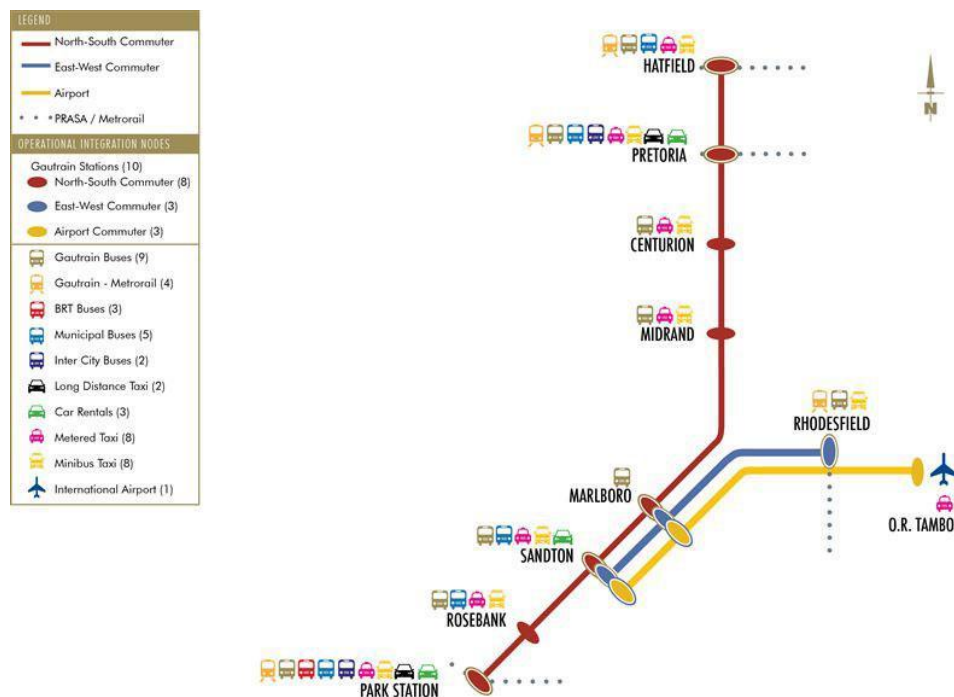 LEGEND
North-South Commuter
East-West Commuter
Airport
PRASA / Metrorail
OPERATIONAL INTEGRATION NODES
Gautrain Stations (10)
North-South Commuter (8)
East-West Commuter (3)
Airport Commuter (3)
Gautrain Buses (9)
Gautrain - Metrorail (4)
BRT Buses (3)
Municipal Buses (5)
Inter City Buses (2)
Long Distance Taxi (2)
Car Rentals (3)
Metered Taxi (8)
Minibus Taxi (8)
International Airport (1)
HATFIELD
N
PRETORIA
CENTURION
MIDRAND
RHODESFIELD
MARLBORO
O.R. TAMBO
SANDTON
ROSEBANK
PARK STATION